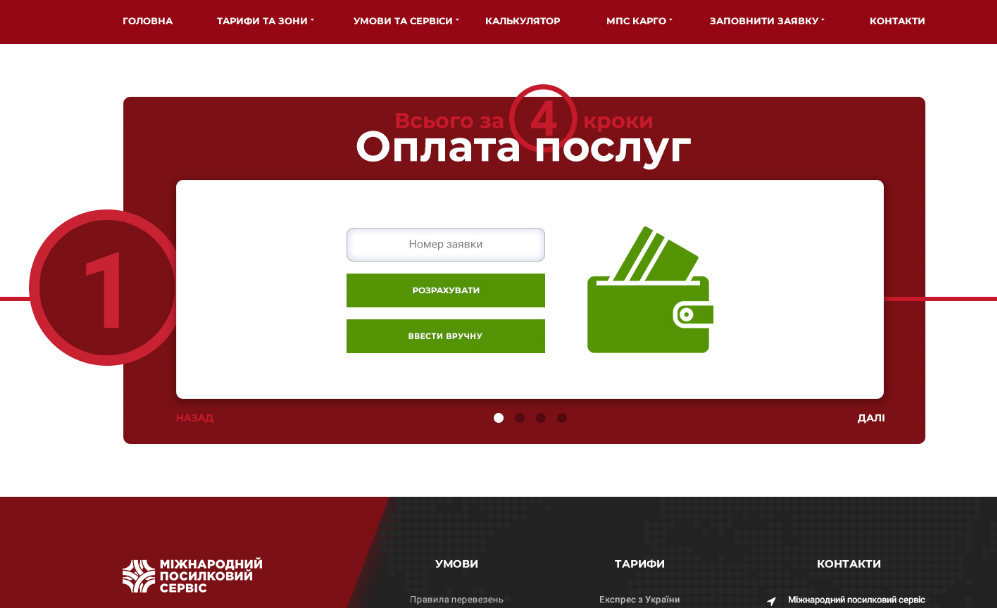 ГОЛОВНА ТАРИФИ ТА ЗОНИ УМОВИ ТА СЕРВІСИ КАЛЬКУЛЯТОР МПС КАРГО ЗАПОВНИТИ ЗАЯВКУ КОНТАКТИ
Всього за 4 кроки
Оплата послуг
1
Номер заявки
РОЗРАХУВАТИ
ВВЕСТИ ВРУЧНУ
НАЗАД ДАЛІ
МІЖНАРОДНИЙ
ПОСИЛКОВИЙ
СЕРВІС
УМОВИ ТАРИФИ КОНТАКТИ
Правила перевезень Експрес з України Міжнародний посилковий сервіс